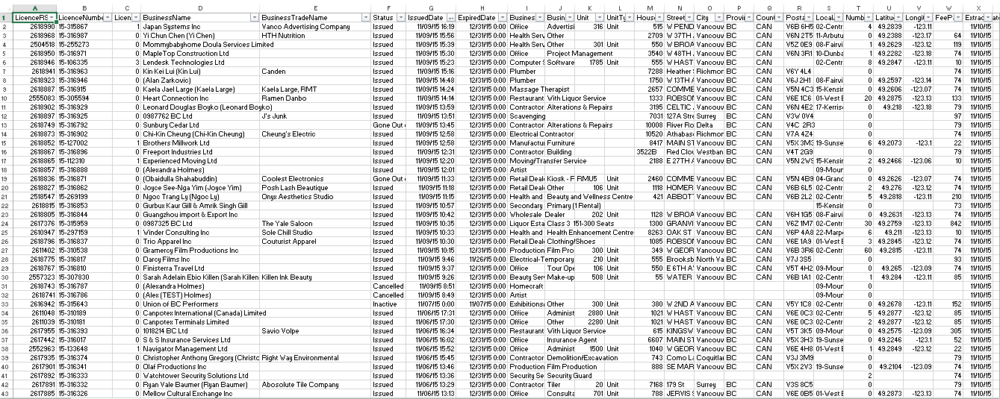 A B C D E F G H I J K L M N O P Q R S T U V W X
1 LicenceRS LicenceNumbe Licen BusinessName BusinessTradeName Status IssuedDate ExpiredDate Busines Busin Unit UnitTy House Street City Provi Coun Posta Local Numb Latitu Longi FeeP Extrac
2 2618990 15-315867 1 Japan Systems Inc Vanco Advertising Company Issued 11/09/15 16:19 12/31/15 0:00 Office Advertisi 316 Unit 515 W PEND Vancouv BC CAN V6B 6H5 02-Centr 4 49.2839 -123.11 11/10/15
3 2618968 15-316987 0 Yi Chun Chen (Yi Chen) HTH Nutrition Issued 11/09/15 15:56 12/31/15 0:00 Health Serv Other 2709 W 37TH Vancouv BC CAN V6N 2T5 11-Arbutu 0 49.2388 -123.17 64 11/10/15
4 2504518 15-255273 0 Mommybabyhome Doula Services Limited Issued 11/09/15 15:39 12/31/15 0:00 Health Serv Other 301 Unit 550 W BROA Vancouv BC CAN V5Z 0E9 08-Fairvi 1 49.2629 -123.12 119 11/10/15
5 2618950 15-316971 0 MapleTop Construction Ltd Issued 11/09/15 15:30 12/31/15 0:00 Office Project Management 3540 W 48TH Vancouv BC CAN V6N 3R1 10-Dunba 1 49.2282 -123.18 74 11/10/15
6 2618946 15-106335 3 Lendesk Technologies Ltd Issued 11/09/15 15:23 12/31/15 0:00 Computer Software 1785 Unit 555 W HAST Vancouv BC CAN 02-Centr 8 49.2847 -123.11 10 11/10/15
7 2618941 15-316963 0 Kin Kei Lui (Kin Lui) Canden Issued 11/09/15 15:16 12/31/15 0:00 Plumber 7288 Heather Richmor BC CAN V6Y 4L4 0 74 11/10/15
8 2618923 15-316946 0 (Alan Zarkovic) Issued 11/09/15 14:48 12/31/15 0:00 Plumber 1750 W 13TH A Vancouv BC CAN V6J 2H1 08-Fairvi 0 49.2597 -123.14 74 11/10/15
9 2618887 15-316915 0 Kaela Jael Large (Kaela Large) Kaela Large, RMT Issued 11/09/15 14:24 12/31/15 0:00 Massage Therapist 2657 COMME Vancouv BC CAN V5N 4C3 15-Kensir 0 49.2606 -123.07 74 11/10/15
10 2555083 15-305594 0 Heart Connection Inc Ramen Danbo Issued 11/09/15 14:14 12/31/15 0:00 Restaurant With Liquor Service 1333 ROBSON Vancouv BC CAN V6E 1C6 01-West E 20 49.2875 -123.13 133 11/10/15
11 2618902 15-316929 0 Leonard Douglas Boyko (Leonard Boyko) Issued 11/09/15 13:59 12/31/15 0:00 Contractor Alterations & Repairs 3195 CELTIC Vancouv BC CAN V6N 4E2 17-Kerrise 0 49.218 -123.18 79 11/10/15
12 2618897 15-316925 0 0987762 BC Ltd J's Junk Issued 11/09/15 13:51 12/31/15 0:00 Scavenging 7031 127A Stre Surrey BC CAN V3W 0V4 0 97 11/10/15
13 2618749 15-316792 0 Sunbury Cedar Ltd Gone Out 11/09/15 13:45 12/31/15 0:00 Contractor Alterations & Repairs 10008 River Ro Delta BC CAN V4C 2R3 0 79 11/10/15
14 2618873 15-316902 0 Chi-Kin Cheung (Chi-Kin Cheung) Cheung's Electric Issued 11/09/15 12:58 12/31/15 0:00 Electrical Contractor 10520 Athabas Richmor BC CAN V7A 4Z4 0 74 11/10/15
15 2618852 15-127002 1 Brothers Millwork Ltd Issued 11/09/15 12:58 12/31/15 0:00 Manufactu Furniture 8417 MAIN ST Vancouv BC CAN V5X 3M3 19-Sunse 6 49.2073 -123.1 22 11/10/15
16 2618867 15-316896 0 Freeport Industries Ltd Issued 11/09/15 12:31 12/31/15 0:00 Contractor Building 3522B Red Clou Westban BC CAN V4T 2G9 0 79 11/10/15
17 2618865 15-112310 1 Experienced Moving Ltd Issued 11/09/15 12:20 12/31/15 0:00 Moving/Transfer Service 2188 E 27TH A Vancouv BC CAN V5N 2W 15-Kensir 2 49.2466 -123.06 10 11/10/15
18 2618857 15-316888 0 (Alexandra Holmes) Issued 11/09/15 12:01 12/31/15 0:00 Artist 09-Mour 0 11/10/15
19 2618836 15-316871 0 (Obaidulla Shahabuddin) Coolest Electronics Gone Out 11/09/15 11:33 12/31/15 0:00 Retail Deal Kiosk - F RMU5 Unit 2460 COMME Vancouv BC CAN V5N 4B9 04-Grand 0 49.2626 -123.07 74 11/10/15
20 2618827 15-316862 0 Joyce See-Nga Yim (Joyce Yim) Posh Lash Beautique Issued 11/09/15 11:18 12/31/15 0:00 Retail Deal Other 106 Unit 1118 HOMER Vancouv BC CAN V6B 6L5 02-Centr 2 49.276 -123.12 74 11/10/15
21 2518547 15-269199 0 Ngoc Trang Ly (Ngoc Ly) Onyx Aesthetics Studio Issued 11/09/15 11:15 12/31/15 0:00 Health and Beauty and Wellness Centre 421 ABBOTT Vancouv BC CAN V6B 2L2 02-Centr 5 49.2818 -123.11 210 11/10/15
22 2618815 15-316853 0 Gurbux Kaur Gill & Amrik Singh Gill Issued 11/09/15 10:57 12/31/15 0:00 Secondary Primary (1 Rental) 15-Kensir 0 73 11/10/15
23 2618805 15-316844 0 Guangzhou import & Export Inc Issued 11/09/15 10:42 12/31/15 0:00 Wholesale Dealer 202 Unit 1128 W BROA Vancouv BC CAN V6H 1G5 08-Fairvi 0 49.2631 -123.13 74 11/10/15
24 2617376 15-315959 0 0987325 BC Ltd The Yale Saloon Issued 11/09/15 10:35 12/31/15 0:00 Liquor Esta Class 3 151-300 Seats 1300 GRANVI Vancouv BC CAN V6Z 1M7 02-Centr 30 49.2759 -123.13 842 11/10/15
25 2610947 15-297159 1 Winder Consulting Inc Sole Chill Studio Issued 11/09/15 10:33 12/31/15 0:00 Health and Health Enhancement Centre 8263 OAK ST Vancouv BC CAN V6P 4A8 22-Marpo 6 49.211 -123.13 10 11/10/15
26 2618796 15-316837 0 Trio Apparel Inc Couturist Apparel Issued 11/09/15 10:30 12/31/15 0:00 Retail Deal Clothing/Shoes 1085 ROBSON Vancouv BC CAN V6E 1A9 01-West E 3 49.2845 -123.12 74 11/10/15
27 2611402 15-310538 0 Gramercy Film Productions Inc Issued 11/09/15 10:15 12/31/15 0:00 Production Film Pro 300 Unit 349 W GEOR Vancouv BC CAN V6B 3R6 02-Centr 60 49.2815 -123.11 74 11/10/15
28 2618775 15-316817 0 Darcy Films Inc Issued 11/09/15 9:46 11/26/15 0:00 Electrical-Temporary 210 Unit 555 Brooksb North Va BC CAN V7J 3S5 0 93 11/10/15
29 2618767 15-316810 0 Finisterra Travel Ltd Issued 11/09/15 9:37 12/31/15 0:00 Office Tour Ope 106 Unit 550 E 6TH A Vancouv BC CAN V5T 4H2 09-Mour 0 49.265 -123.09 74 11/10/15
30 2557323 15-307830 0 Sarah Adelain Ebio Killen (Sarah Killen Killen Ink Beauty Issued 11/09/15 9:26 12/31/15 0:00 Beauty Ser Make-up 508 Unit 55 WATER Vancouv BC CAN V6B 1A1 02-Centr 1 49.284 -123.11 85 11/10/15
31 2618743 15-316787 0 (Alexandra Holmes) Cancelled 11/09/15 8:51 12/31/15 0:00 Homecraft 09-Mour 0 11/10/15
32 2618741 15-316786 0 (Alex (TEST) Holmes) Cancelled 11/09/15 8:49 12/31/15 0:00 Artist 09-Mour 0 11/10/15
33 2616942 15-315643 0 Union of BC Performers Inactive 11/07/15 0:00 11/07/15 0:00 Exhibitions Other 300 Unit 380 W 2ND A Vancouv BC CAN V5Y 1C8 02-Centr 0 49.2678 -123.11 152 11/10/15
34 2611048 15-310189 0 Canpotex International (Canada) Limited Issued 11/06/15 17:31 12/31/15 0:00 Office Administ 2880 Unit 1021 W HAST Vancouv BC CAN V6E 0C3 02-Centr 5 49.2877 -123.12 85 11/10/15
35 2611039 15-310181 0 Canpotex Terminals Limited Issued 11/06/15 17:30 12/31/15 0:00 Office Other 2880 Unit 1021 W HAST Vancouv BC CAN V6E 0C3 02-Centr 2 49.2877 -123.12 85 11/10/15
36 2617955 15-316393 0 1018214 BC Ltd Savio Volpe Issued 11/06/15 16:34 12/31/15 0:00 Restaurant With Liquor Service 615 KINGSW Vancouv BC CAN V5T 3K5 09-Mour 0 49.2575 -123.09 305 11/10/15
37 2617442 15-316017 0 S & S Insurance Services Ltd Issued 11/06/15 16:02 12/31/15 0:00 Office Insurance Agent 6607 MAIN ST Vancouv BC CAN V5X 3H3 19-Sunse 4 49.2246 -123.1 52 11/10/15
38 2552963 15-133648 1 Navigator Management Ltd Issued 11/06/15 15:52 12/31/15 0:00 Office Administ 1500 Unit 1040 W GEOR Vancouv BC CAN V6E 4H8 01-West E 1 49.2849 -123.12 22 11/10/15
39 2617935 15-316374 0 Christopher Anthony Gregory (Christo Right Way Environmental Issued 11/06/15 15:45 12/31/15 0:00 Contractor Demolition/Excavation 743 Como La Coquitla BC CAN V3J 3M9 0 79 11/10/15
40 2617901 15-316341 0 Olaf Productions Inc Issued 11/06/15 13:46 12/31/15 0:00 Production Film Production 888 SE MAR Vancouv BC CAN V5X 2V3 19-Sunse 0 49.2104 -123.09 74 11/10/15
41 2617892 15-316333 0 Watchtower Security Solutions Ltd Issued 11/06/15 13:36 12/31/15 0:00 Security Se Security Guard 2 74 11/10/15
42 2617891 15-316332 0 Ryan Vale Baumer (Ryan Baumer) Abosolute Tile Company Issued 11/06/15 13:29 12/31/15 0:00 Contractor Tiler 20 Unit 7168 179 St Surrey BC CAN V3S 8C5 0 79 11/10/15
43 2617885 15-316326 0 Mellow Cultural Exchange Inc Issued 11/06/15 13:13 12/31/15 0:00 Office Consulta 701 Unit 788 JERVIS S Vancouv BC CAN V6E 0B5 01-West E 0 49.2873 -123.13 74 11/10/15